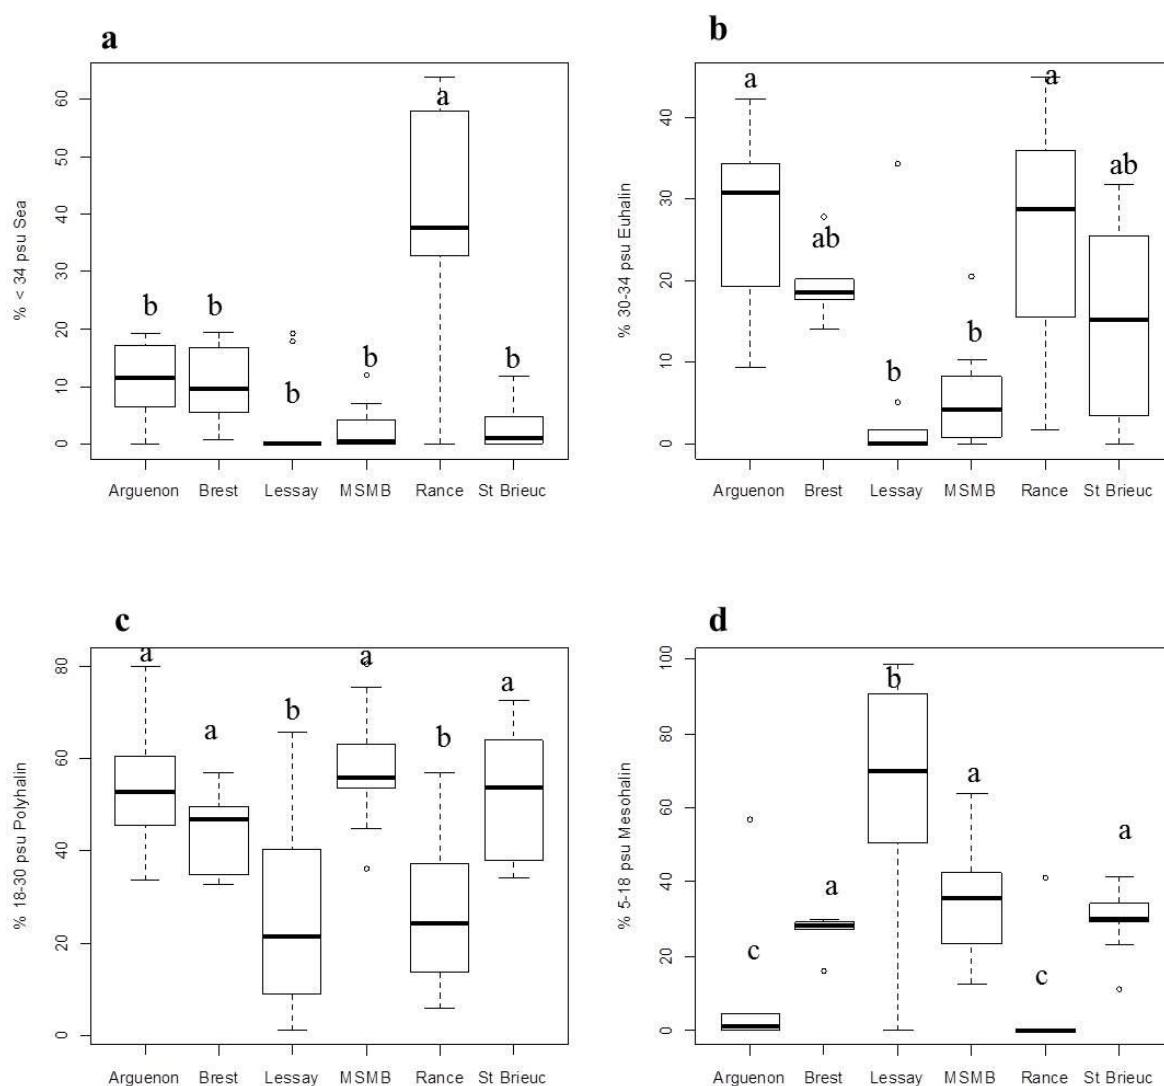 a
% < 34 psu Sea
60
50
40
30
20
10
0
b b b b a b
Arguenon Brest Lessay MSMB Rance St Brieuc
b
% 30-34 psu Euhalin
40
30
20
10
0
a ab b b a ab
Arguenon Brest Lessay MSMB Rance St Brieuc
c
% 18-30 psu Polyhalin
80
60
40
20
0
a a b a b a
Arguenon Brest Lessay MSMB Rance St Brieuc
d
% 5-18 psu Mesohalin
100
80
60
40
20
0
c a b a c a
Arguenon Brest Lessay MSMB Rance St Brieuc